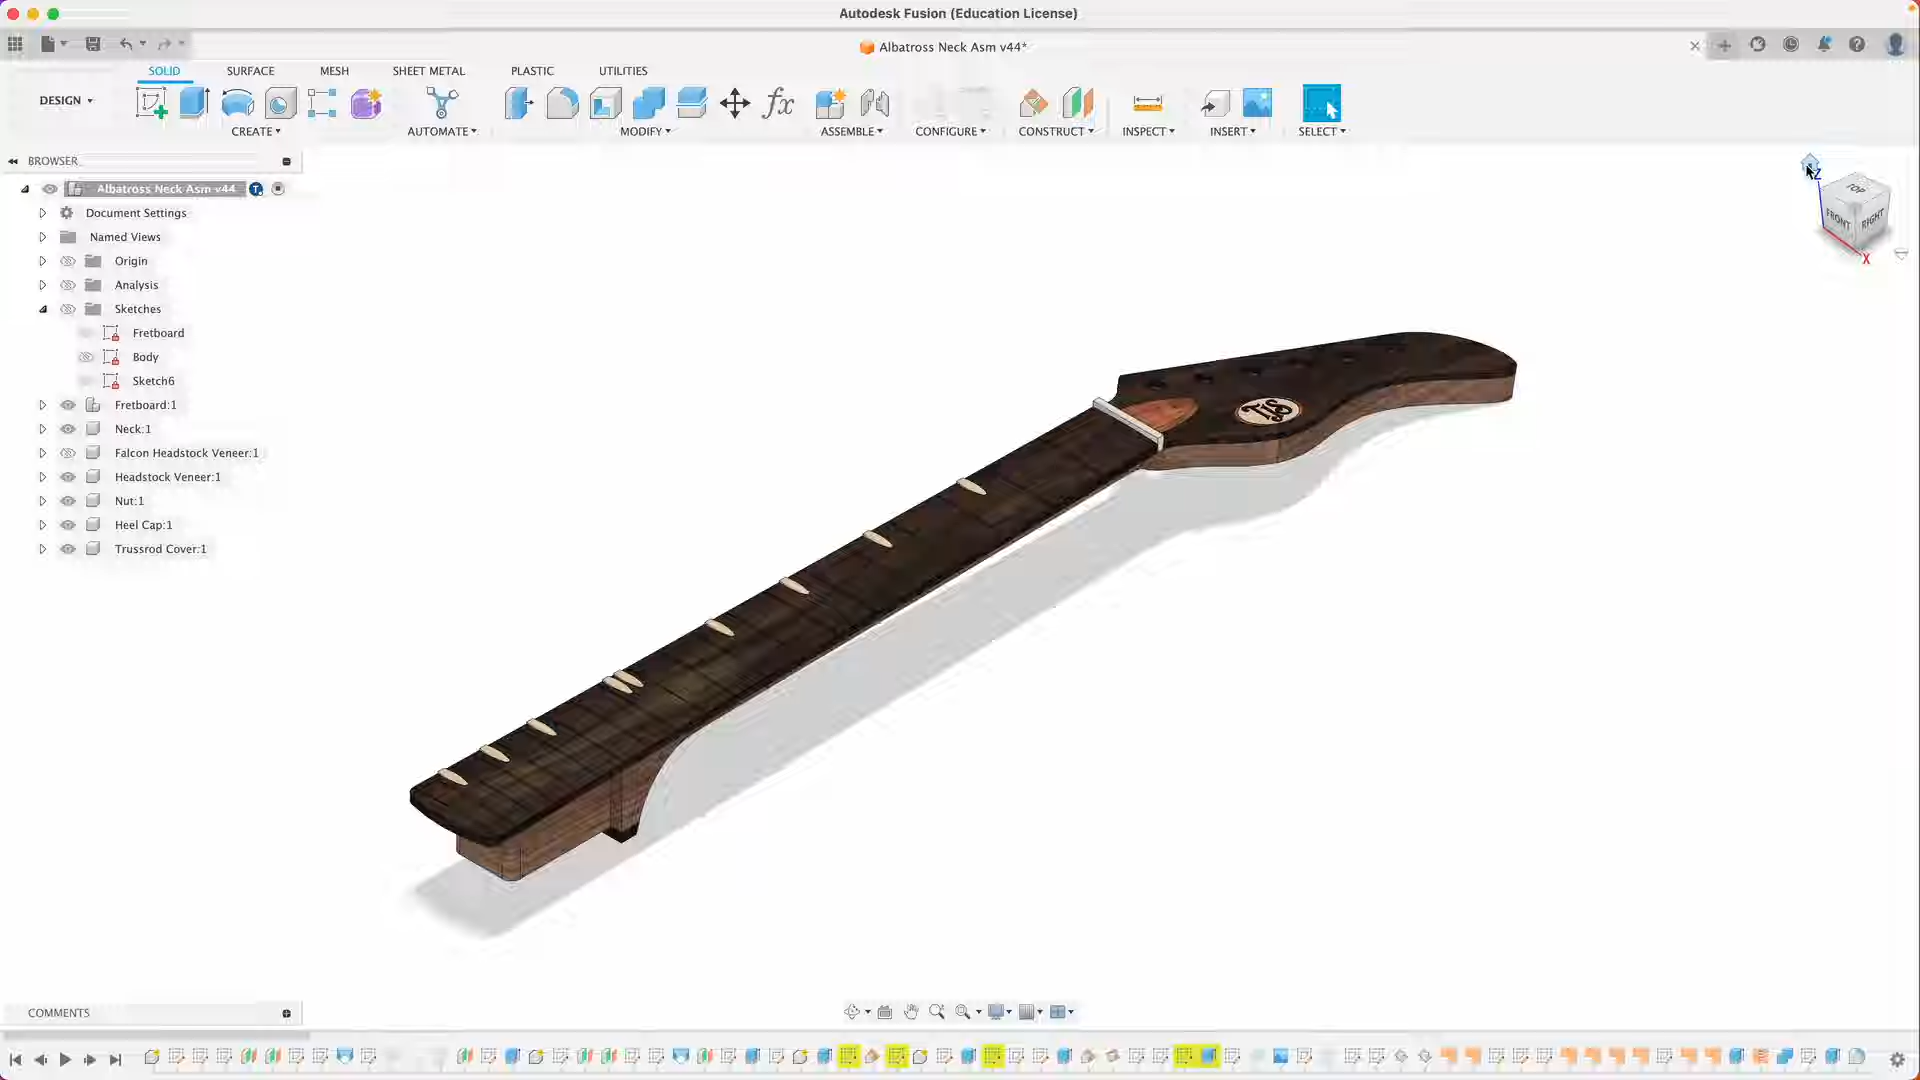 Autodesk Fusion (Education License)
Albatross Neck Asm v44*
SOLID
SURFACE
MESH
SHEET METAL
PLASTIC
UTILITIES
DESIGN
fx
CREATE
AUTOMATE
MODIFY
ASSEMBLE
CONFIGURE
CONSTRUCT
INSPECT
INSERT
SELECT
BROWSER
Albatross Neck Asm v44
Document Settings
Named Views
Origin
Analysis
Sketches
Fretboard
Body
Sketch6
Fretboard:1
Neck:1
Falcon Headstock Veneer:1
Headstock Veneer:1
Nut:1
Heel Cap:1
Trussrod Cover:1
Z
TOP
FRONT
RIGHT
X
COMMENTS